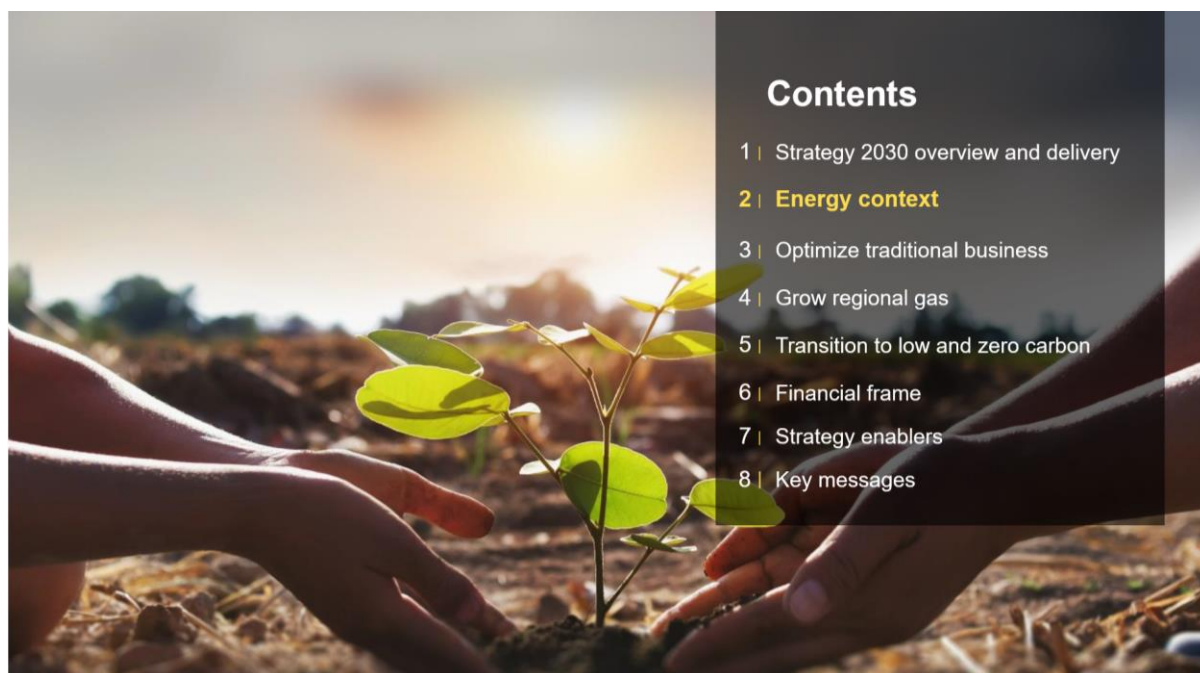 Contents
1 | Strategy 2030 overview and delivery
2 | Energy context
3 | Optimize traditional business
4 | Grow regional gas
5 | Transition to low and zero carbon
6 | Financial frame
7 | Strategy enablers
8 | Key messages